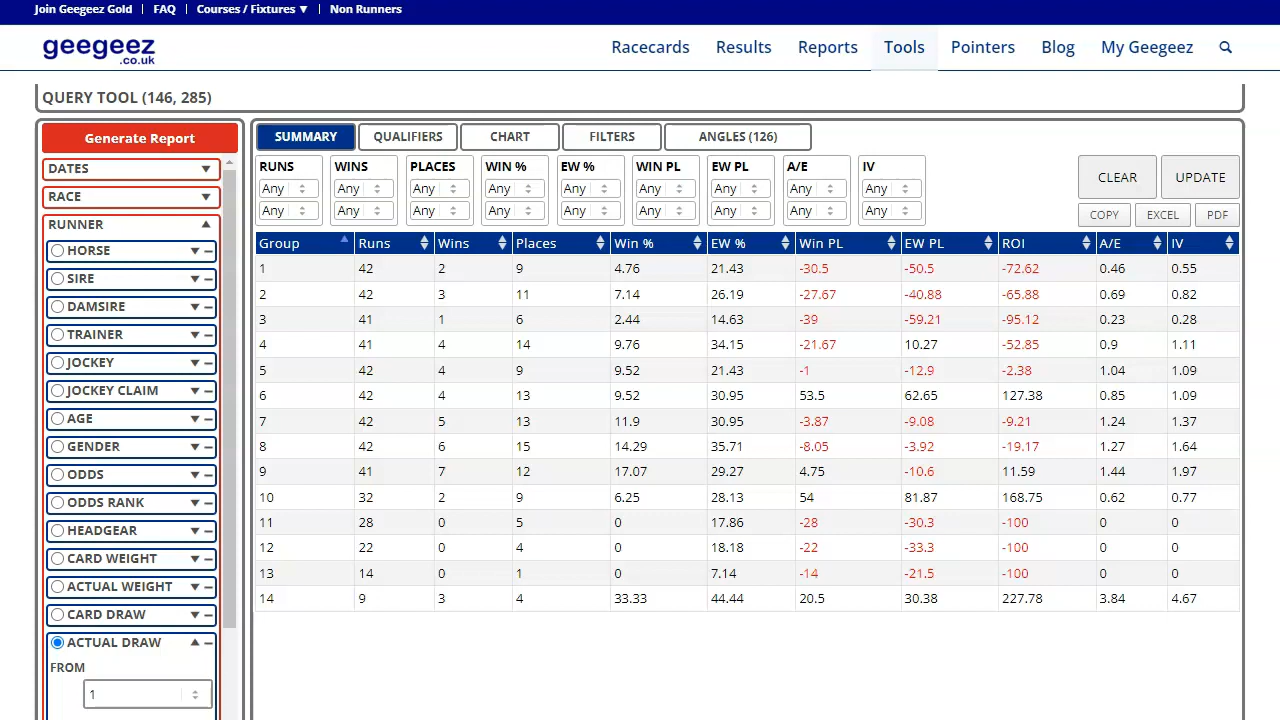 Join Geegeez Gold | FAQ | Courses / Fixtures ▼ | Non Runners
geegeez
.co.uk
Racecards Results Reports Tools Pointers Blog My Geegeez
QUERY TOOL (146, 285)
Generate Report
DATES
RACE
RUNNER
HORSE
SIRE
DAMSIRE
TRAINER
JOCKEY
JOCKEY CLAIM
AGE
GENDER
ODDS
ODDS RANK
HEADGEAR
CARD WEIGHT
ACTUAL WEIGHT
CARD DRAW
ACTUAL DRAW
FROM
1
SUMMARY QUALIFIERS CHART FILTERS ANGLES (126)
RUNS WINS PLACES WIN % EW % WIN PL EW PL A/E IV
Any Any Any Any Any Any Any Any Any
Any Any Any Any Any Any Any Any Any
CLEAR UPDATE
COPY EXCEL PDF
Group Runs Wins Places Win % EW % Win PL EW PL ROI A/E IV
1 42 2 9 4.76 21.43 -30.5 -50.5 -72.62 0.46 0.55
2 42 3 11 7.14 26.19 -27.67 -40.88 -65.88 0.69 0.82
3 41 1 6 2.44 14.63 -39 -59.21 -95.12 0.23 0.28
4 41 4 14 9.76 34.15 -21.67 10.27 -52.85 0.9 1.11
5 42 4 9 9.52 21.43 -1 -12.9 -2.38 1.04 1.09
6 42 4 13 9.52 30.95 53.5 62.65 127.38 0.85 1.09
7 42 5 13 11.9 30.95 -3.87 -9.08 -9.21 1.24 1.37
8 42 6 15 14.29 35.71 -8.05 -3.92 -19.17 1.27 1.64
9 41 7 12 17.07 29.27 4.75 -10.6 11.59 1.44 1.97
10 32 2 9 6.25 28.13 54 31.87 168.75 0.62 0.77
11 28 0 5 0 17.86 -28 -30.3 -100 0 0
12 22 0 4 0 18.18 -22 -33.3 -100 0 0
13 14 0 1 0 7.14 -14 -21.5 -100 0 0
14 9 3 4 33.33 44.44 20.5 30.38 227.78 3.84 4.67